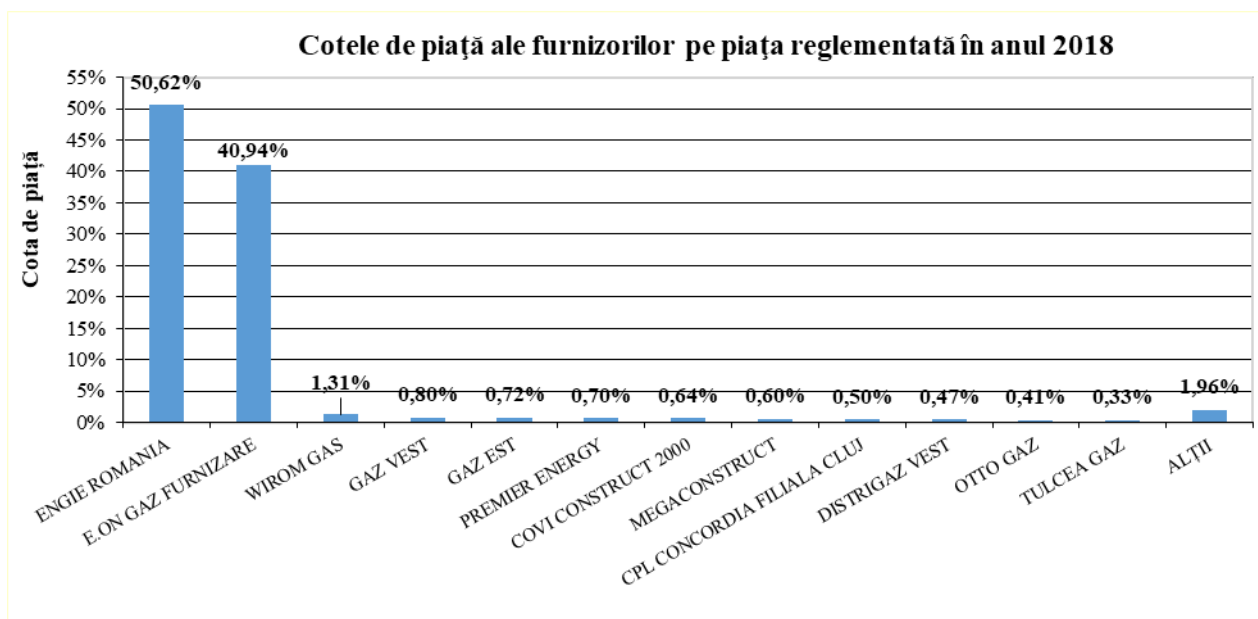 Cotele de piaţă ale furnizorilor pe piaţa reglementată în anul 2018
Cota de piaţă
55%
50%
45%
40%
35%
30%
25%
20%
15%
10%
5%
0%
50,62%
40,94%
1,31%
0,80%
0,72%
0,70%
0,64%
0,60%
0,50%
0,47%
0,41%
0,33%
1,96%
ENGIE ROMANIA
E.ON GAZ FURNIZARE
WIROM GAS
GAZ VEST
GAZ EST
PREMIER ENERGY
COVI CONSTRUCT 2000
MEGACONSTRUCT
CPL CONCORDIA FILIALA CLUJ
DISTRIGAZ VEST
OTTO GAZ
TULCEA GAZ
ALŢII